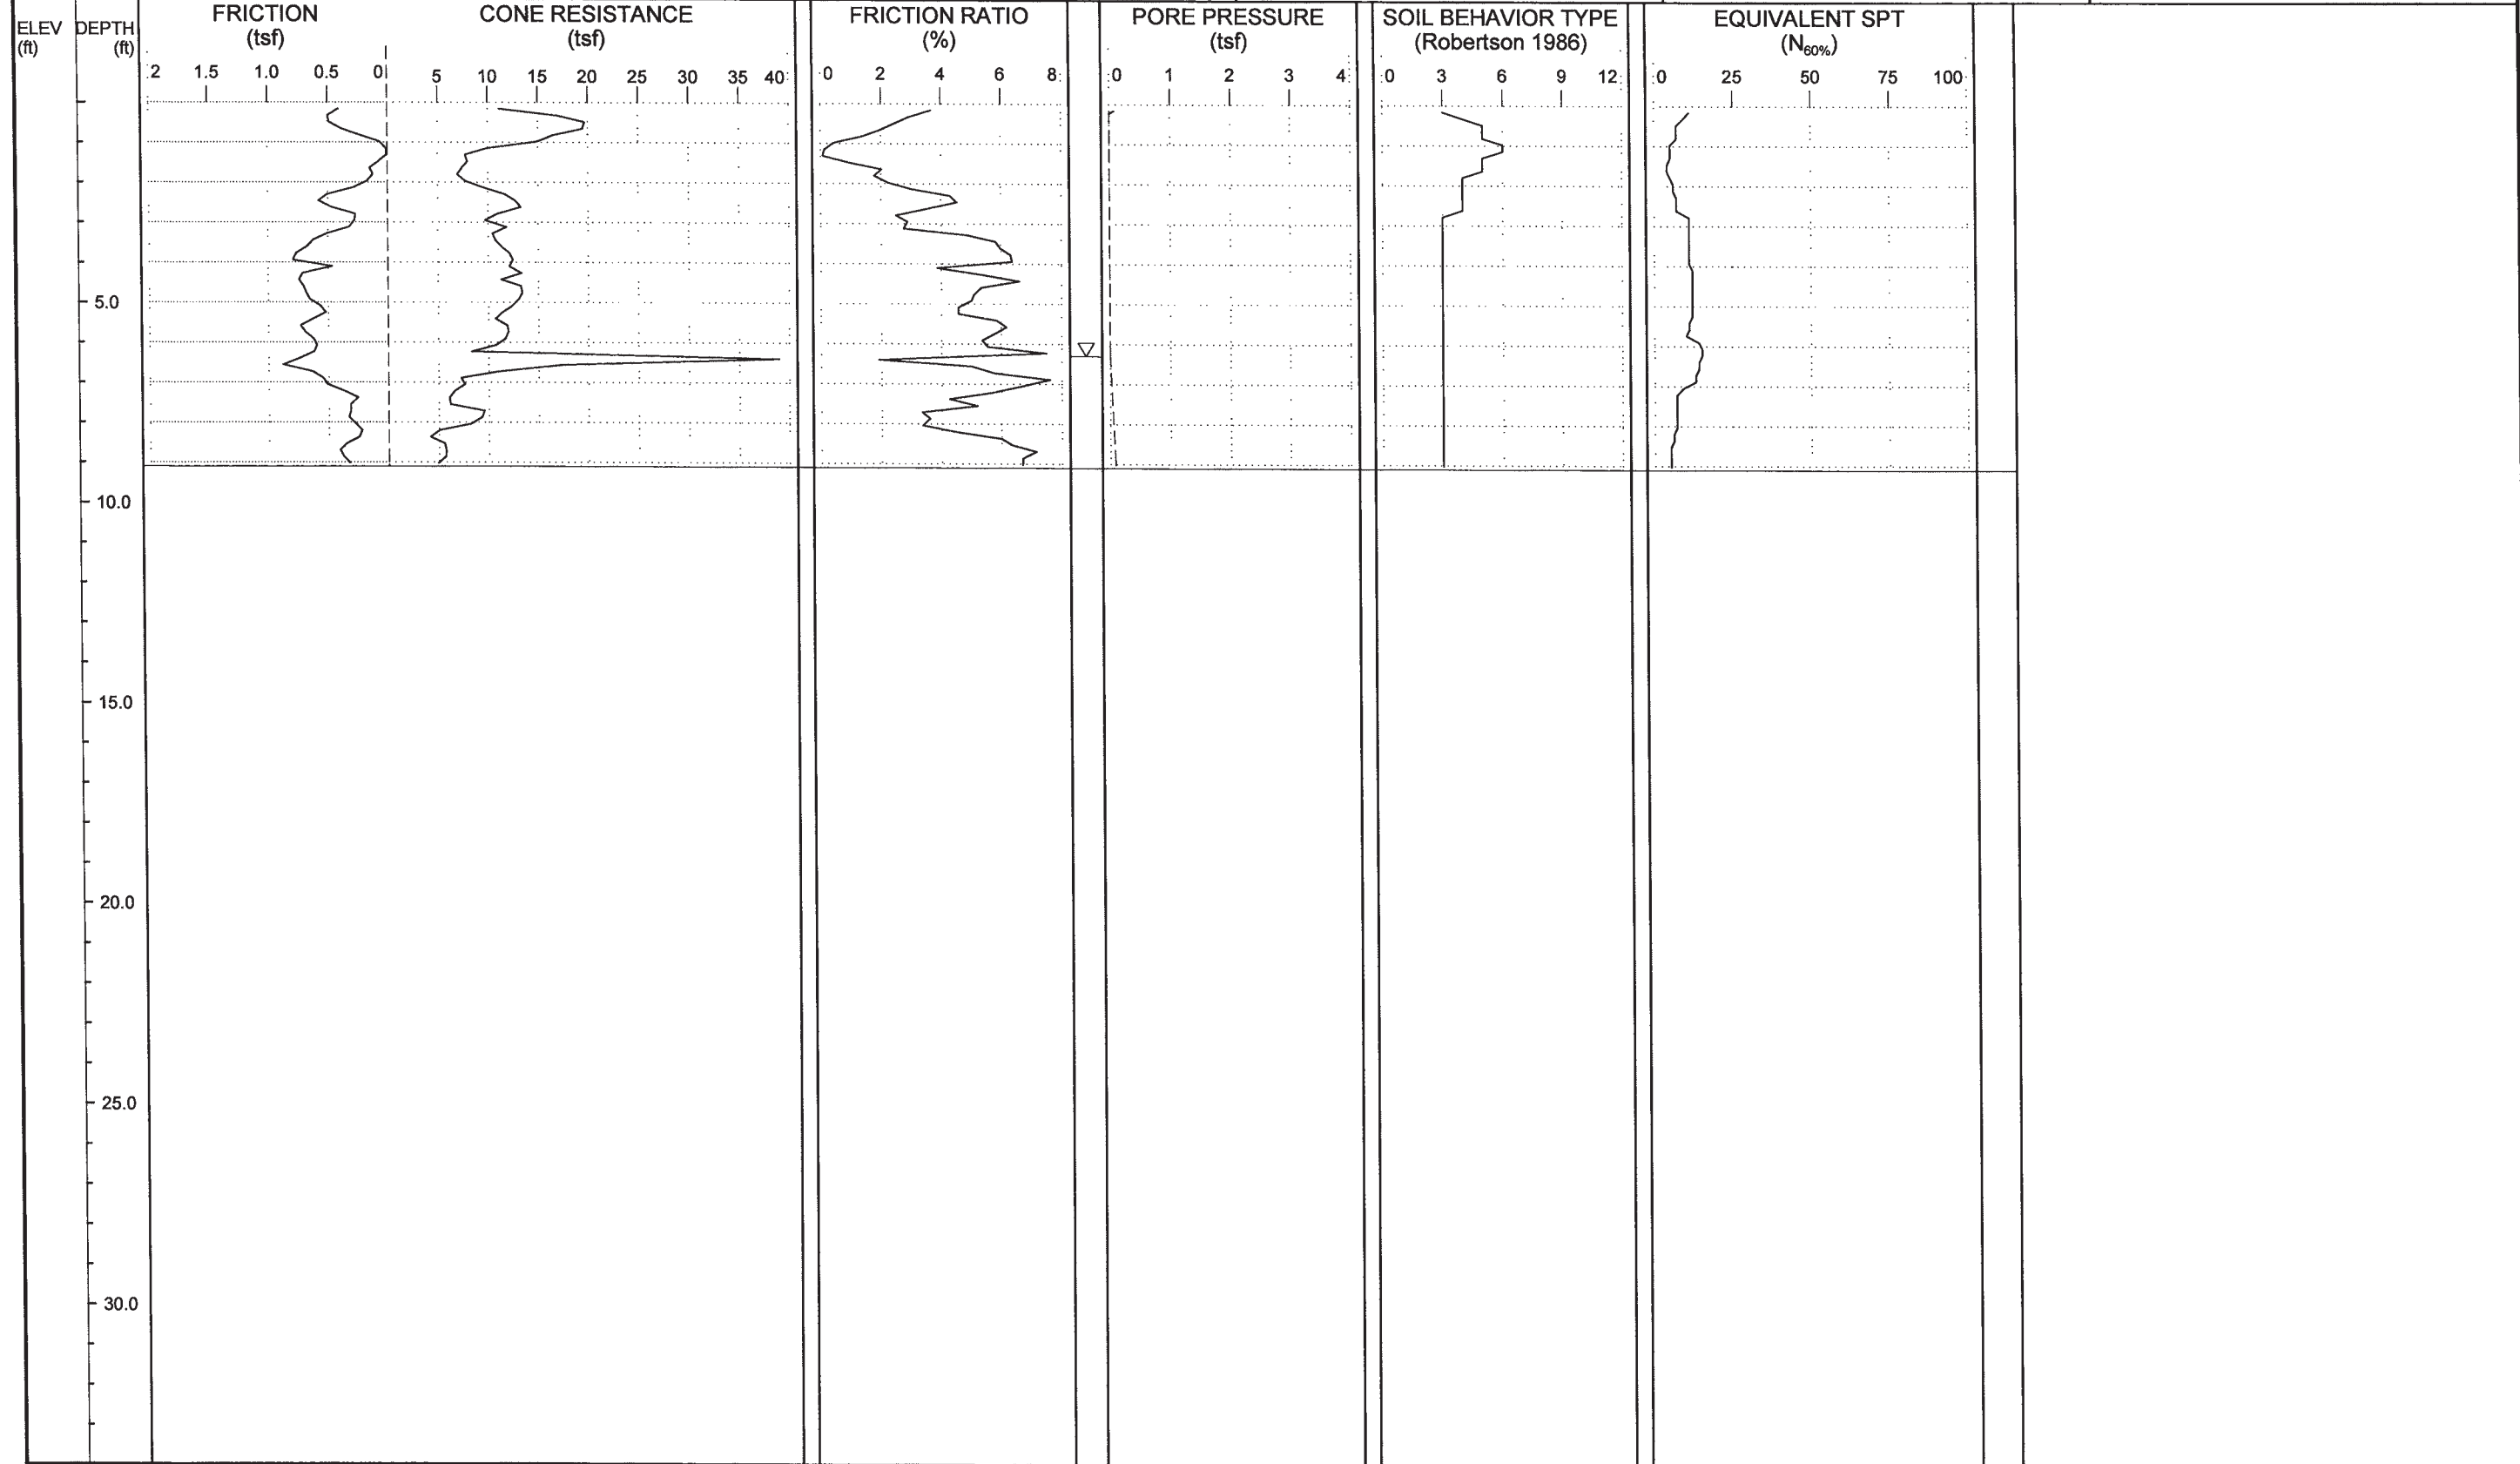 ELEV
(ft)
DEPTH
(ft)
FRICTION
(tsf)
2 1.5 1.0 0.5 0
CONE RESISTANCE
(tsf)
5 10 15 20 25 30 35 40
FRICTION RATIO
(%)
0 2 4 6 8
PORE PRESSURE
(tsf)
0 1 2 3 4
SOIL BEHAVIOR TYPE
(Robertson 1986)
0 3 6 9 12
EQUIVALENT SPT
(N60%)
0 25 50 75 100
5.0
10.0
15.0
20.0
25.0
30.0